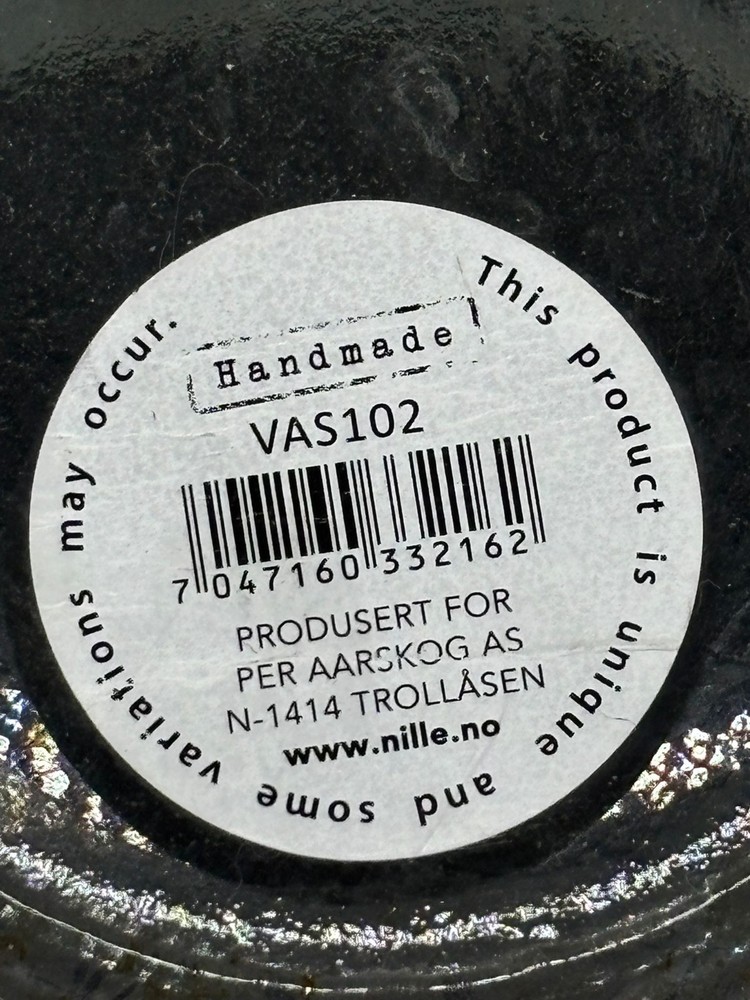 This product is unique and some variations may occur.
Handmade
VAS102
7 047160 332162
PRODUSERT FOR
PER AARSKOG AS
N-1414 TROLLÅSEN
www.nille.no